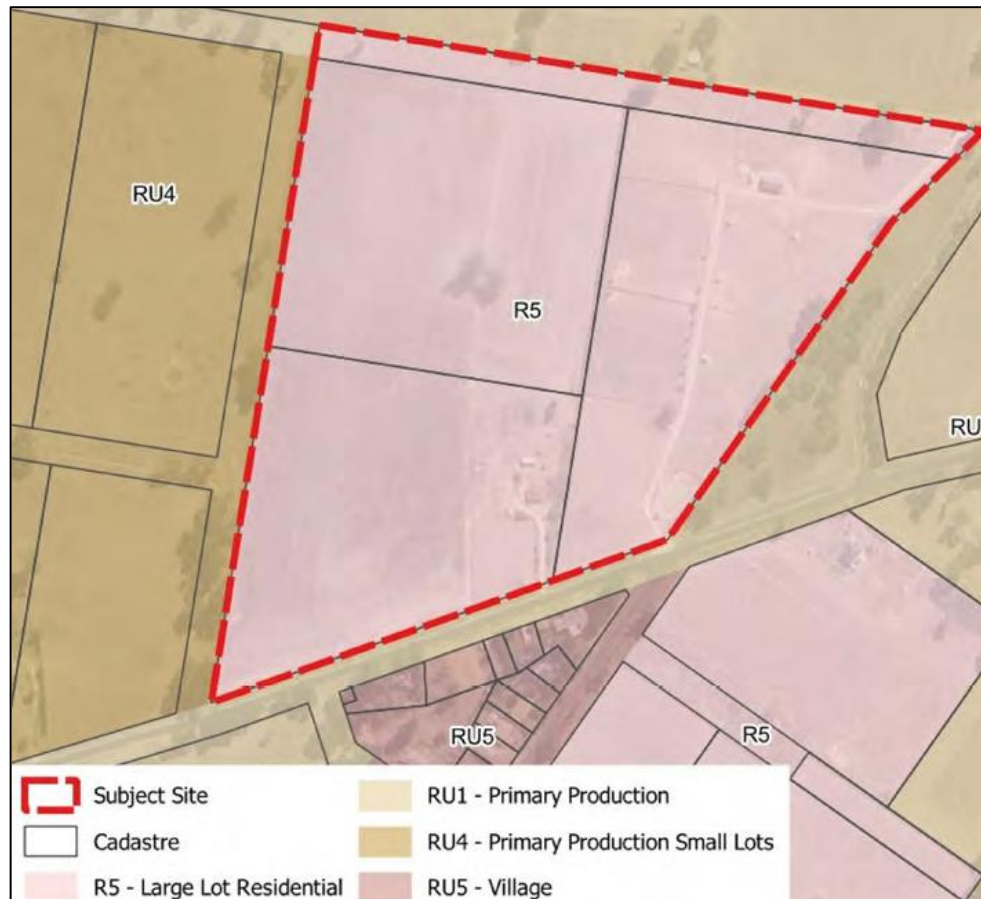 RU4
R5
RU
RU5
R5
Subject Site
Cadastre
R5 - Large Lot Residential
RU1 - Primary Production
RU4 - Primary Production Small Lots
RU5 - Village